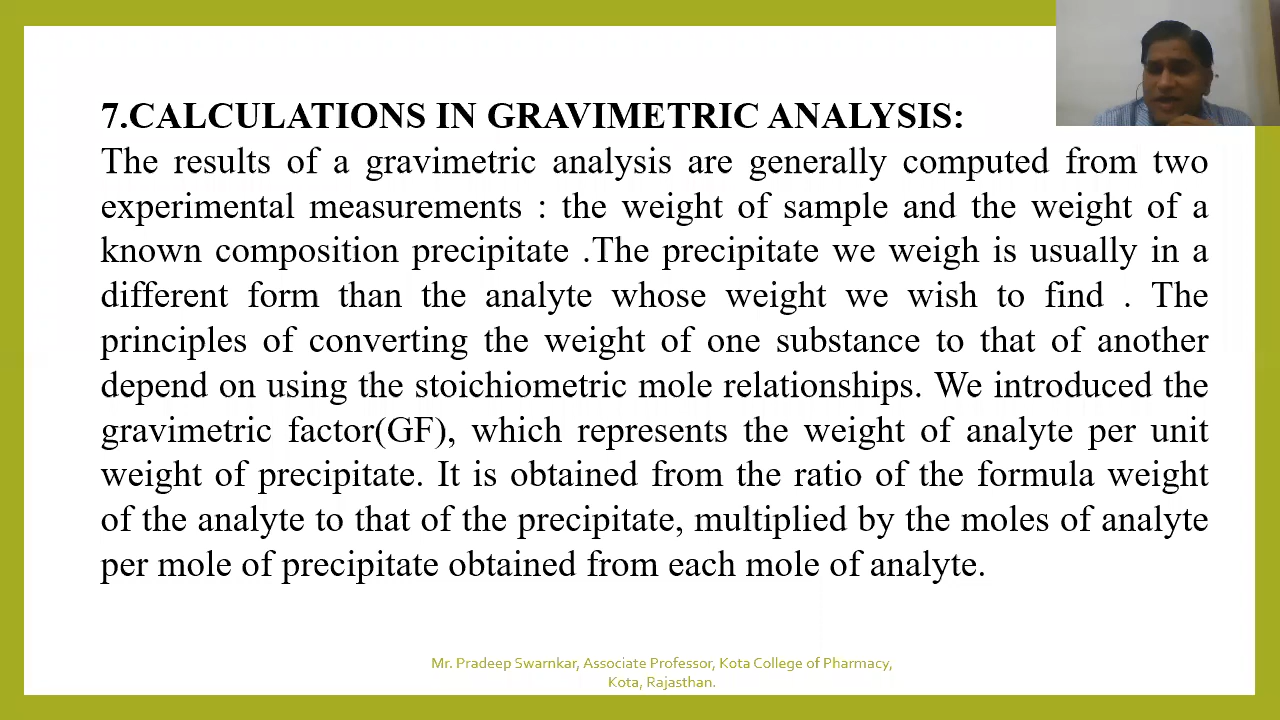 7.CALCULATIONS IN GRAVIMETRIC ANALYSIS:
The results of a gravimetric analysis are generally computed from two
experimental measurements : the weight of sample and the weight of a
known composition precipitate .The precipitate we weigh is usually in a
different form than the analyte whose weight we wish to find . The
principles of converting the weight of one substance to that of another
depend on using the stoichiometric mole relationships. We introduced the
gravimetric factor(GF), which represents the weight of analyte per unit
weight of precipitate. It is obtained from the ratio of the formula weight
of the analyte to that of the precipitate, multiplied by the moles of analyte
per mole of precipitate obtained from each mole of analyte.
Mr. Pradeep Swarnkar, Associate Professor, Kota College of Pharmacy,
Kota, Rajasthan.